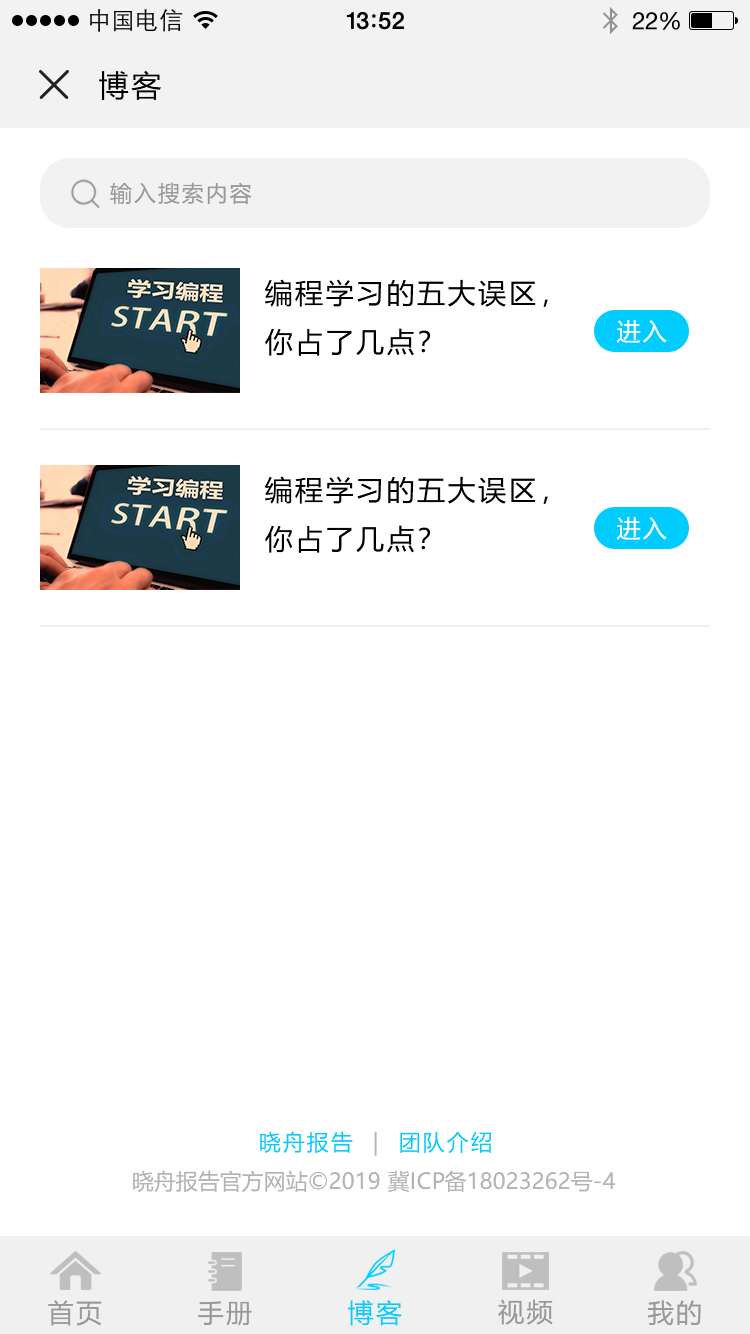 中国电信 13:52 22%
博客
输入搜索内容
学习编程
START
编程学习的五大误区，
你占了几点？
进入
学习编程
START
编程学习的五大误区，
你占了几点？
进入
晓舟报告 | 团队介绍
晓舟报告官方网站©2019 冀ICP备18023262号-4
首页 手册 博客 视频 我的